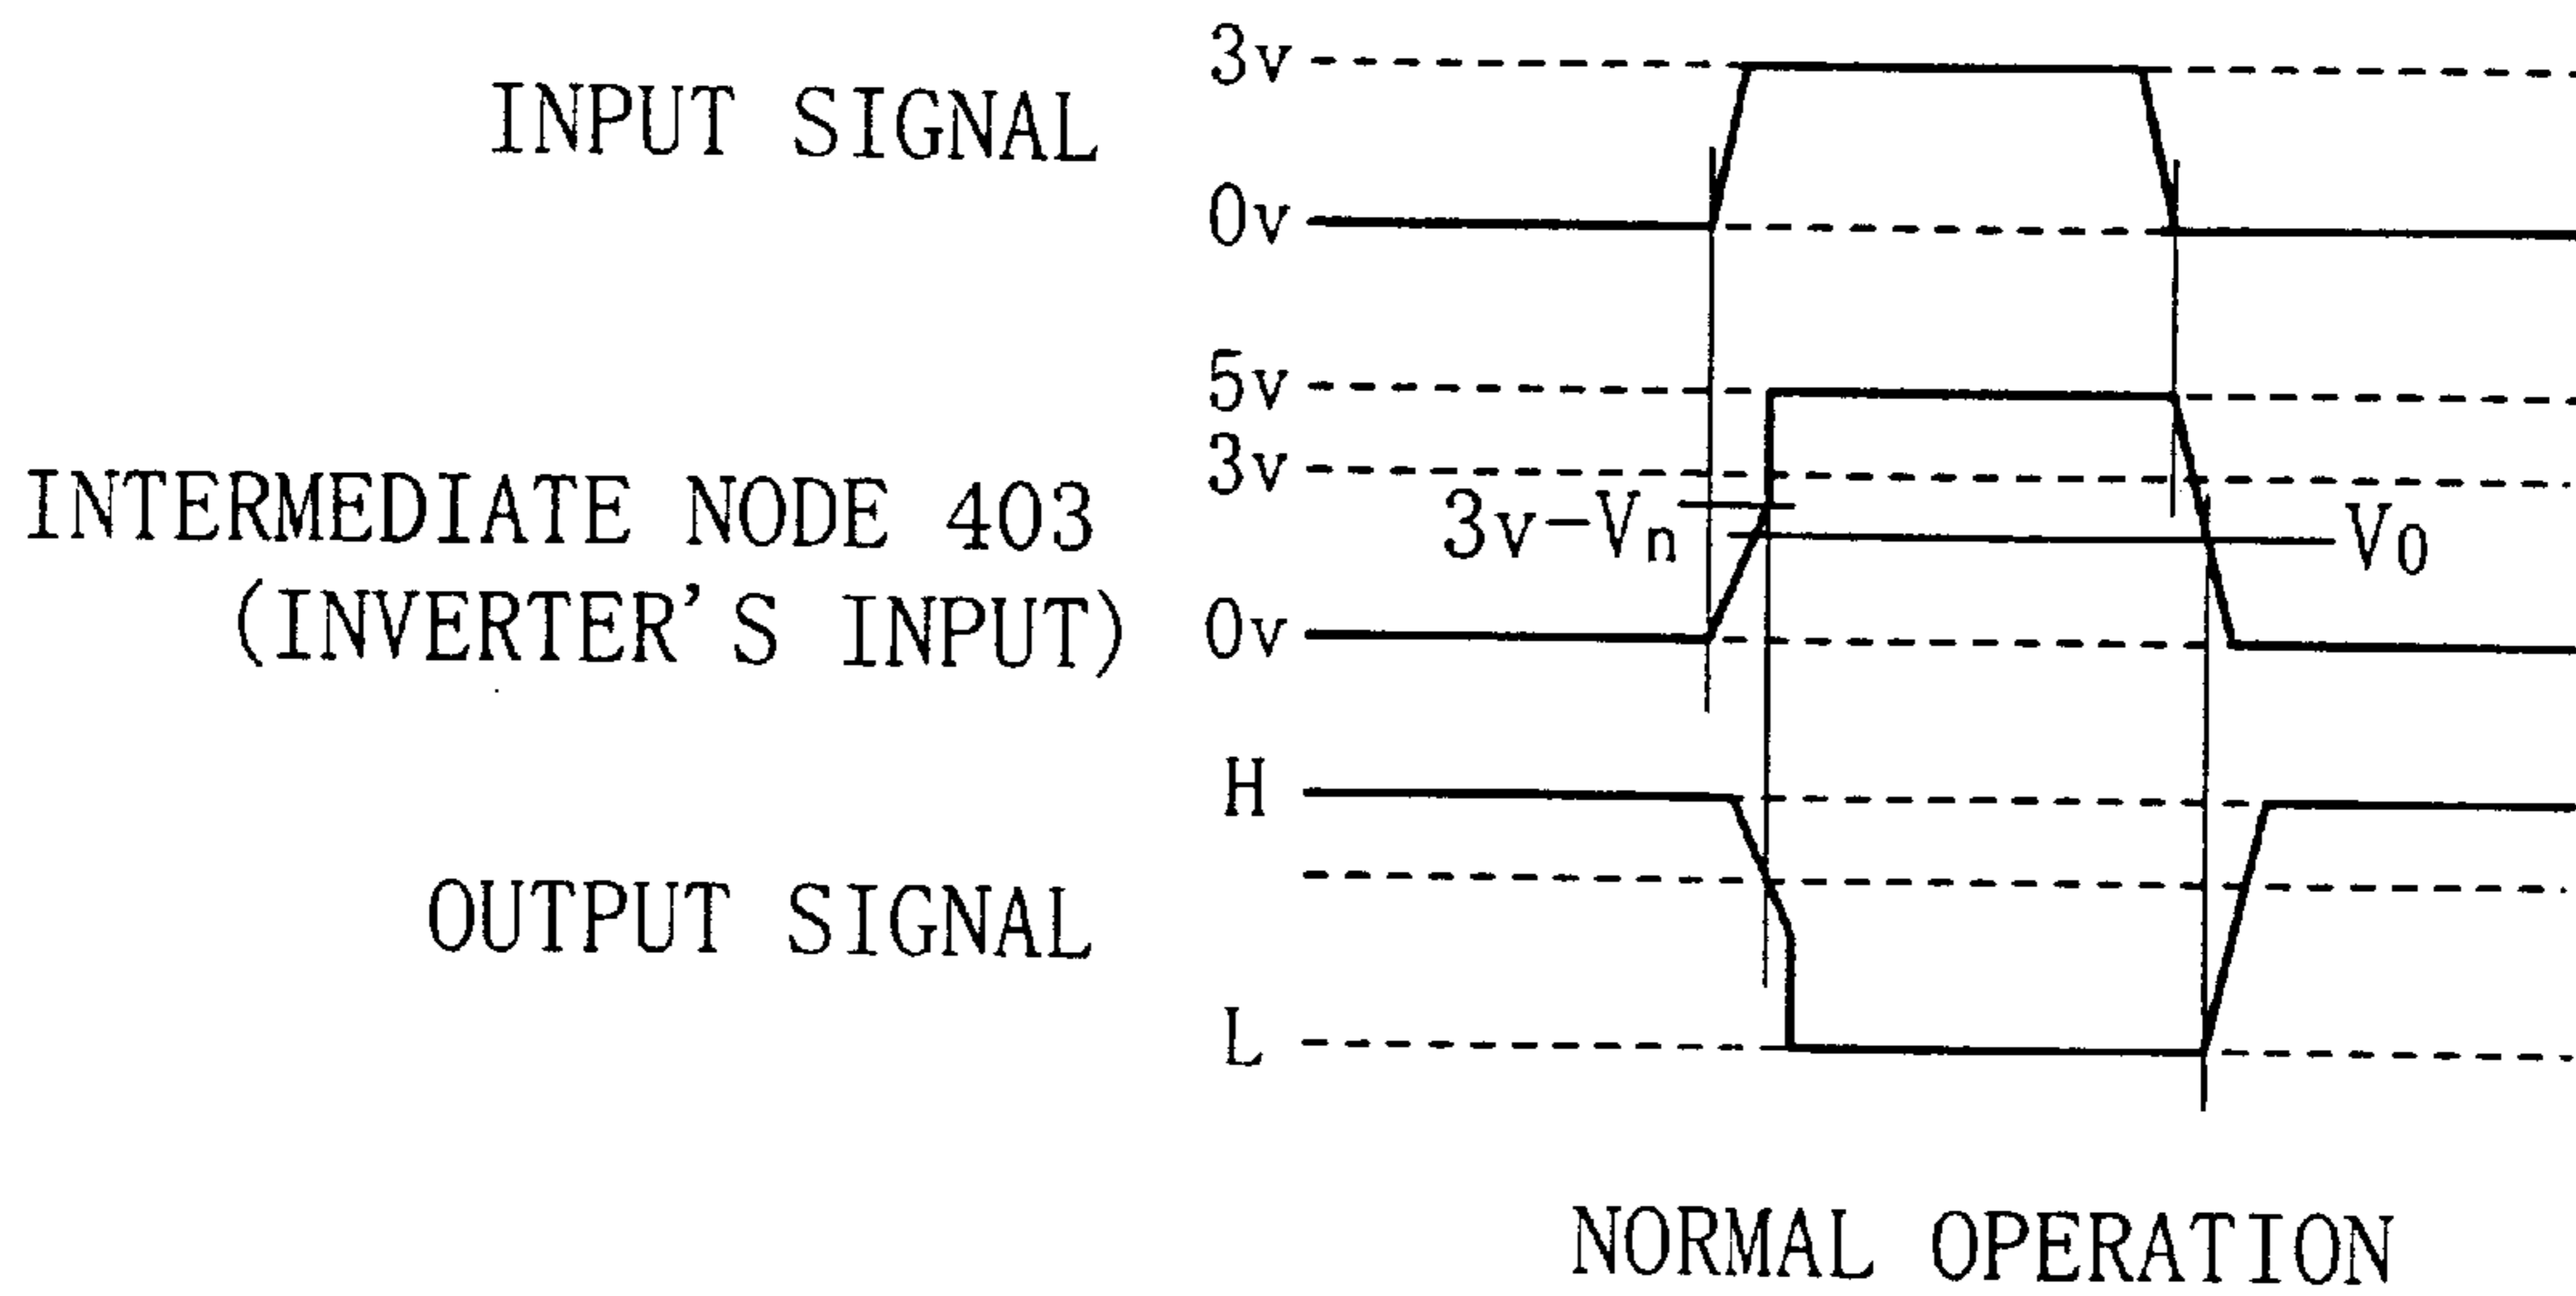 3v
INPUT SIGNAL
0v
5v
3v
INTERMEDIATE NODE 403
3v-Vn
V0
(INVERTER'S INPUT)
0v
H
OUTPUT SIGNAL
L
NORMAL OPERATION